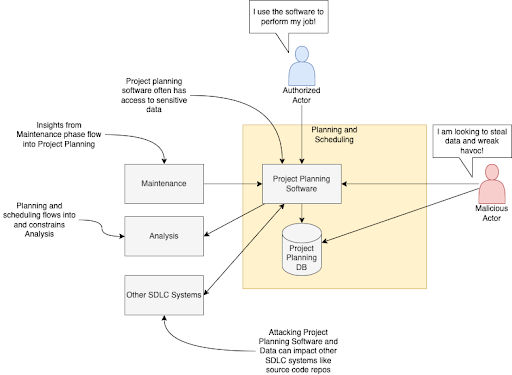 I use the software to
perform my job!
Authorized
Actor
Project planning
software often has
access to sensitive
data
Insights from
Maintenance phase flow
into Project Planning
Planning and
Scheduling
I am looking to steal
data and wreak
havoc!
Maintenance
Project Planning
Software
Malicious
Actor
Planning and
scheduling flows into
and constrains
Analysis
Analysis
Project
Planning
DB
Other SDLC Systems
Attacking Project
Planning Software and
Data can impact other
SDLC systems like
source code repos